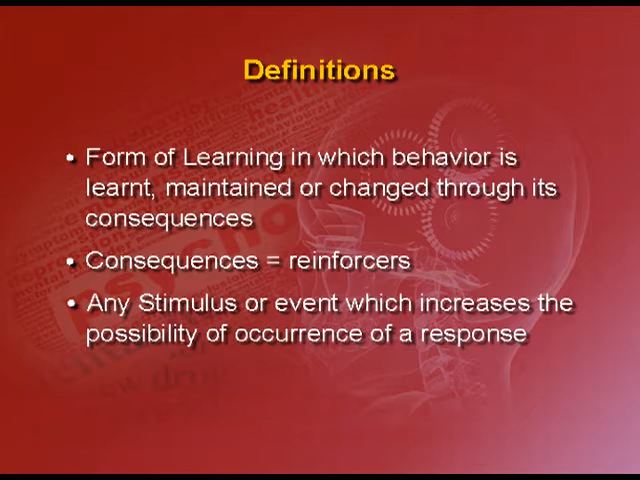 Definitions
• Form of Learning in which behavior is
learnt, maintained or changed through its
consequences
• Consequences = reinforcers
• Any Stimulus or event which increases the
possibility of occurrence of a response
psycho